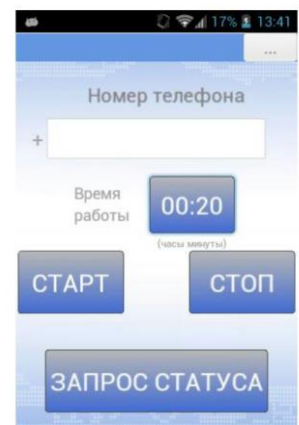 17% 13:41
...
Номер телефона
+
Время
работы
00:20
(часы минуты)
СТАРТ
СТОП
ЗАПРОС СТАТУСА